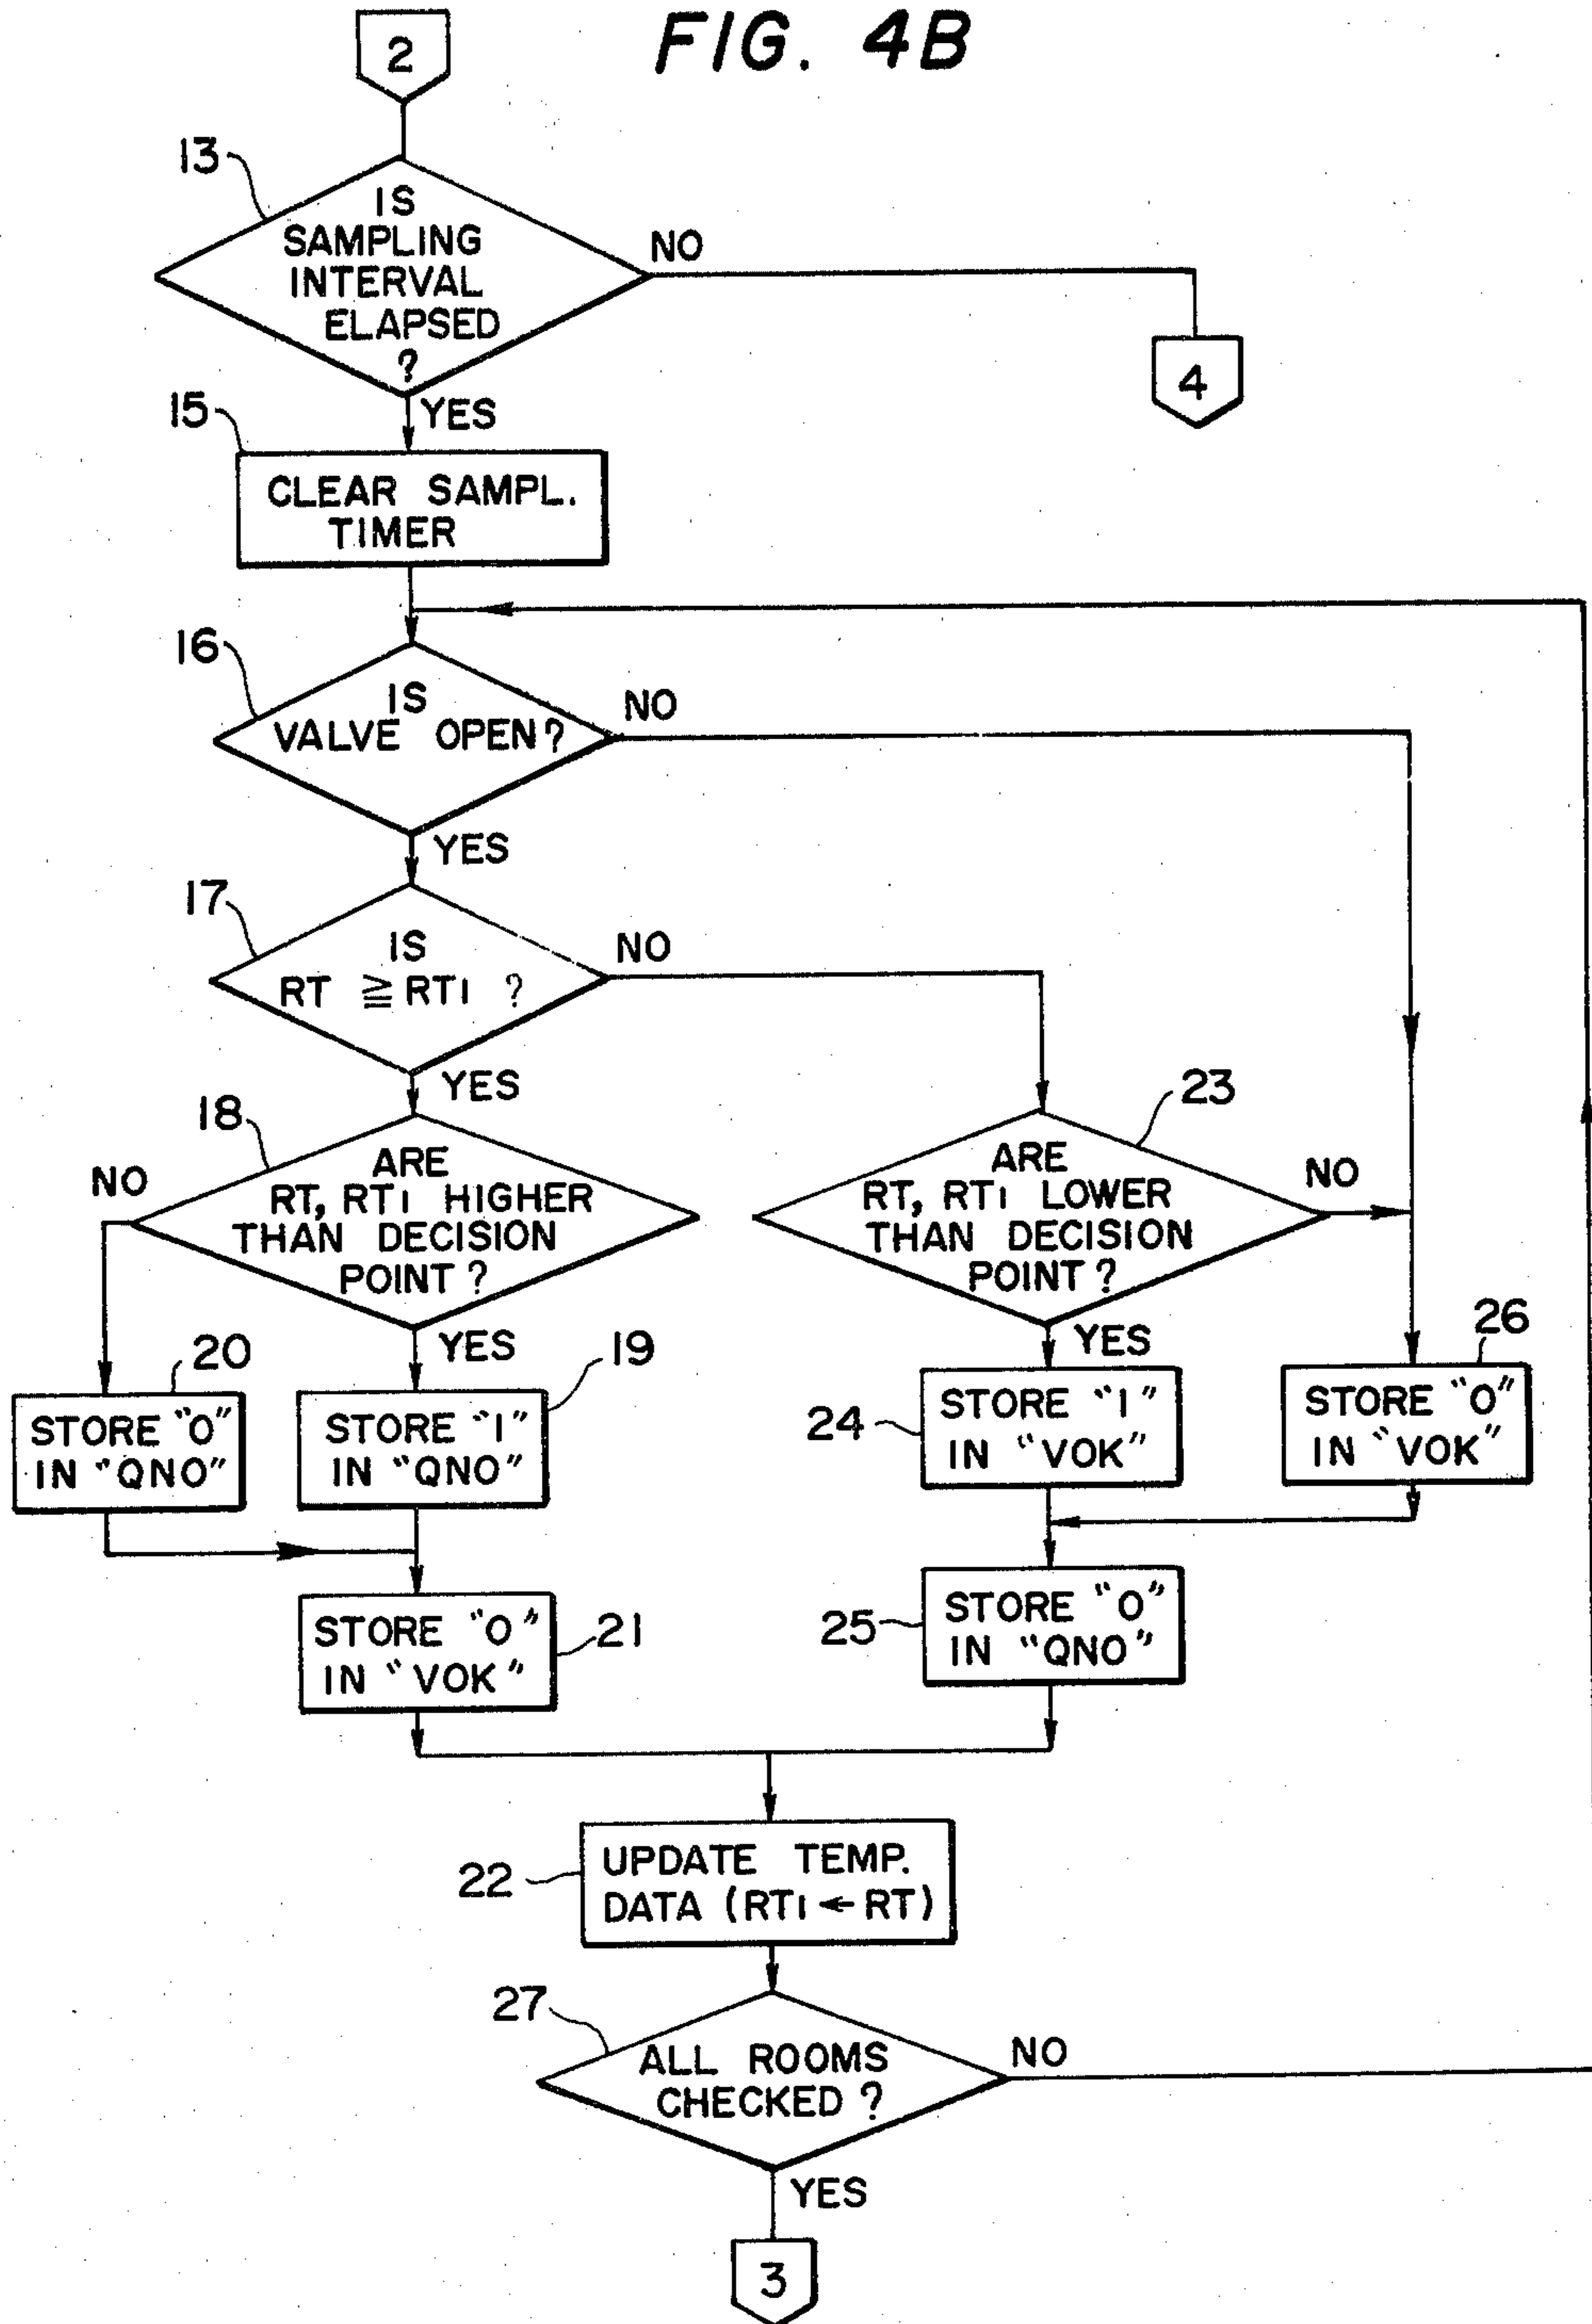 FIG. 4B
2
13
IS
SAMPLING
INTERVAL
ELAPSED
?
NO
4
YES
15
CLEAR SAMPL.
TIMER
16
IS
VALVE OPEN?
NO
YES
17
IS
RT ≧ RT1 ?
NO
YES
18
ARE
RT, RT1 HIGHER
THAN DECISION
POINT?
NO
YES
23
ARE
RT, RT1 LOWER
THAN DECISION
POINT?
NO
YES
20
STORE "0"
IN "QNO"
19
STORE "1"
IN "QNO"
24
STORE "1"
IN "VOK"
26
STORE "0"
IN "VOK"
21
STORE "0"
IN "VOK"
25
STORE "0"
IN "QNO"
22
UPDATE TEMP.
DATA (RT1 ← RT)
27
ALL ROOMS
CHECKED?
NO
YES
3